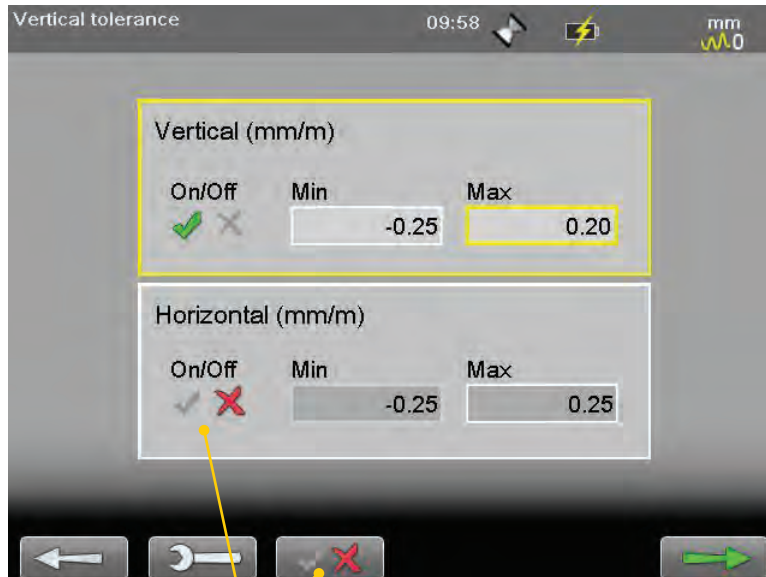 Vertical tolerance 09:58 mm
0
Vertical (mm/m)
On/Off Min Max
-0.25 0.20
Horizontal (mm/m)
On/Off Min Max
-0.25 0.25